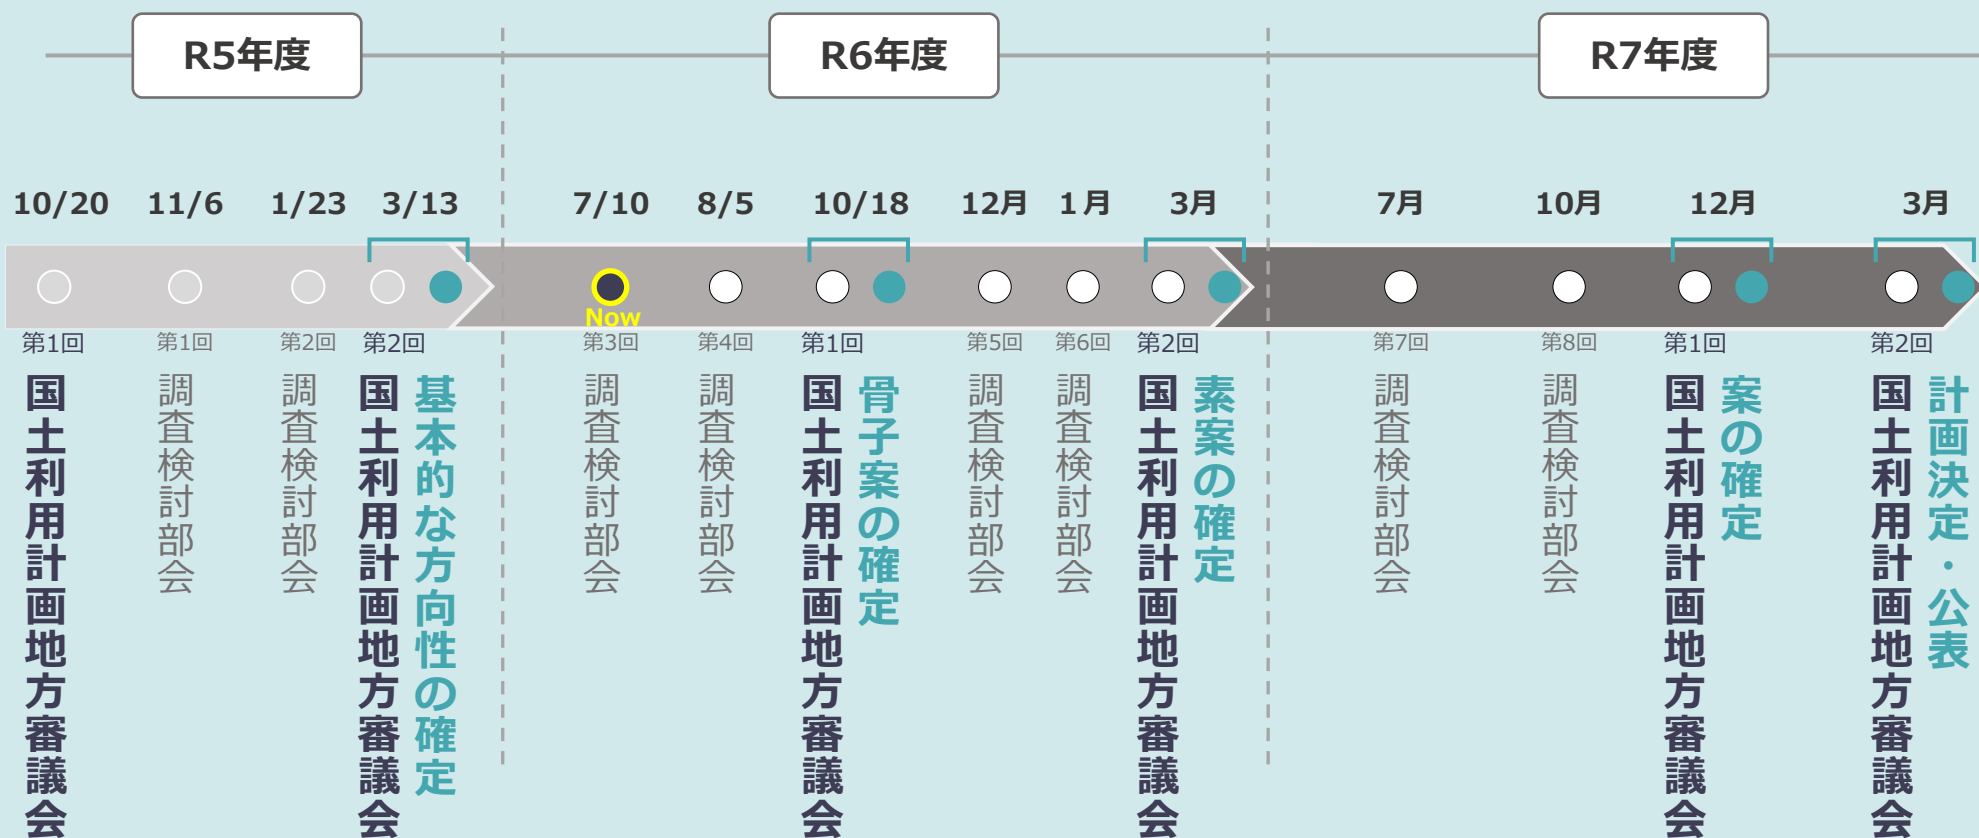 R5年度
R6年度
R7年度
10/20
11/6
1/23
3/13
7/10
8/5
10/18
12月
1月
3月
7月
10月
12月
3月
Now
第1回
第1回
第2回
第2回
第3回
第4回
第1回
第5回
第6回
第2回
第7回
第8回
第1回
第2回
国土利用計画地方審議会
調査検討部会
調査検討部会
国土利用計画地方審議会
基本的な方向性の確定
調査検討部会
調査検討部会
国土利用計画地方審議会
骨子案の確定
調査検討部会
調査検討部会
国土利用計画地方審議会
素案の確定
調査検討部会
調査検討部会
国土利用計画地方審議会
案の確定
国土利用計画地方審議会
計画決定・公表